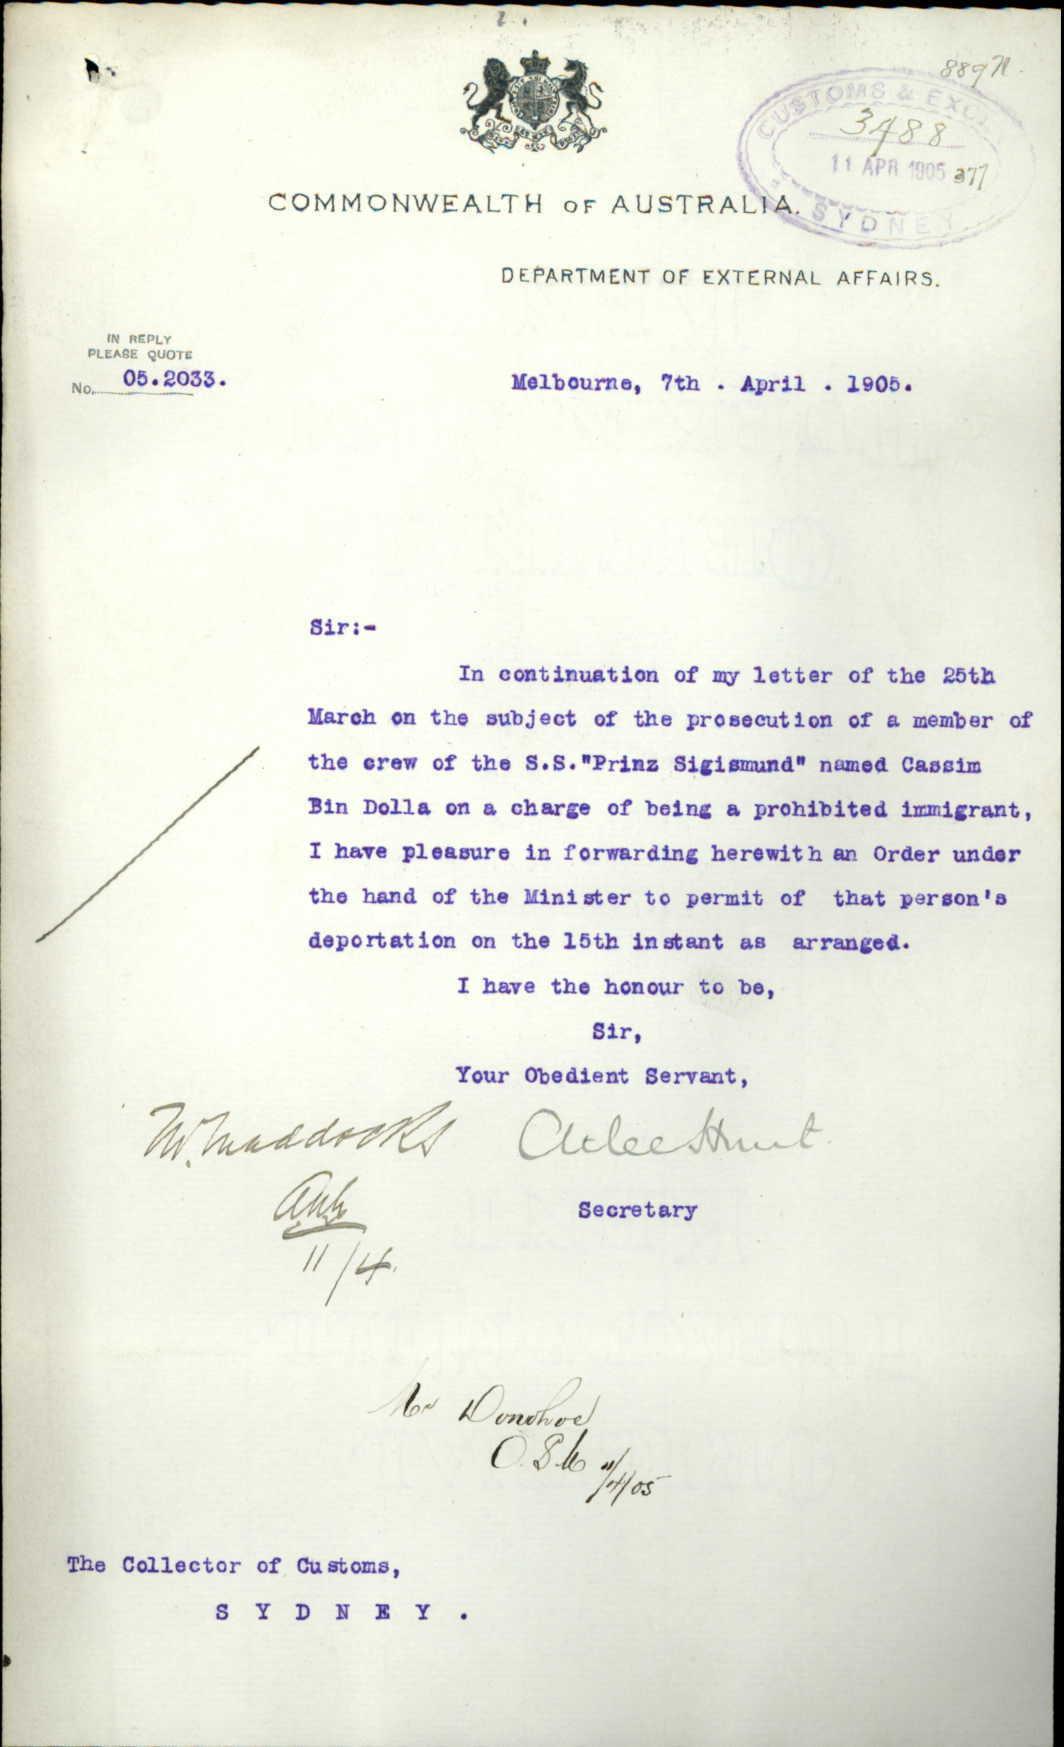 CUSTOMS & EXCI
3488
11 APR 1905
377
SYDNEY
COMMONWEALTH OF AUSTRALIA.
DEPARTMENT OF EXTERNAL AFFAIRS.
IN REPLY
PLEASE QUOTE
No. 05.2033.
Melbourne, 7th . April . 1905.
Sir:-
In continuation of my letter of the 25th
March on the subject of the prosecution of a member of
the crew of the S.S."Prinz Sigismund" named Cassim
Bin Dolla on a charge of being a prohibited immigrant,
I have pleasure in forwarding herewith an Order under
the hand of the Minister to permit of that person's
deportation on the 15th instant as arranged.
I have the honour to be,
Sir,
Your Obedient Servant,
Mr. Maddocks Atlee Hunt
Secretary
11/4.
Mr Donohoe
11/4/05
The Collector of Customs,
S Y D N E Y .